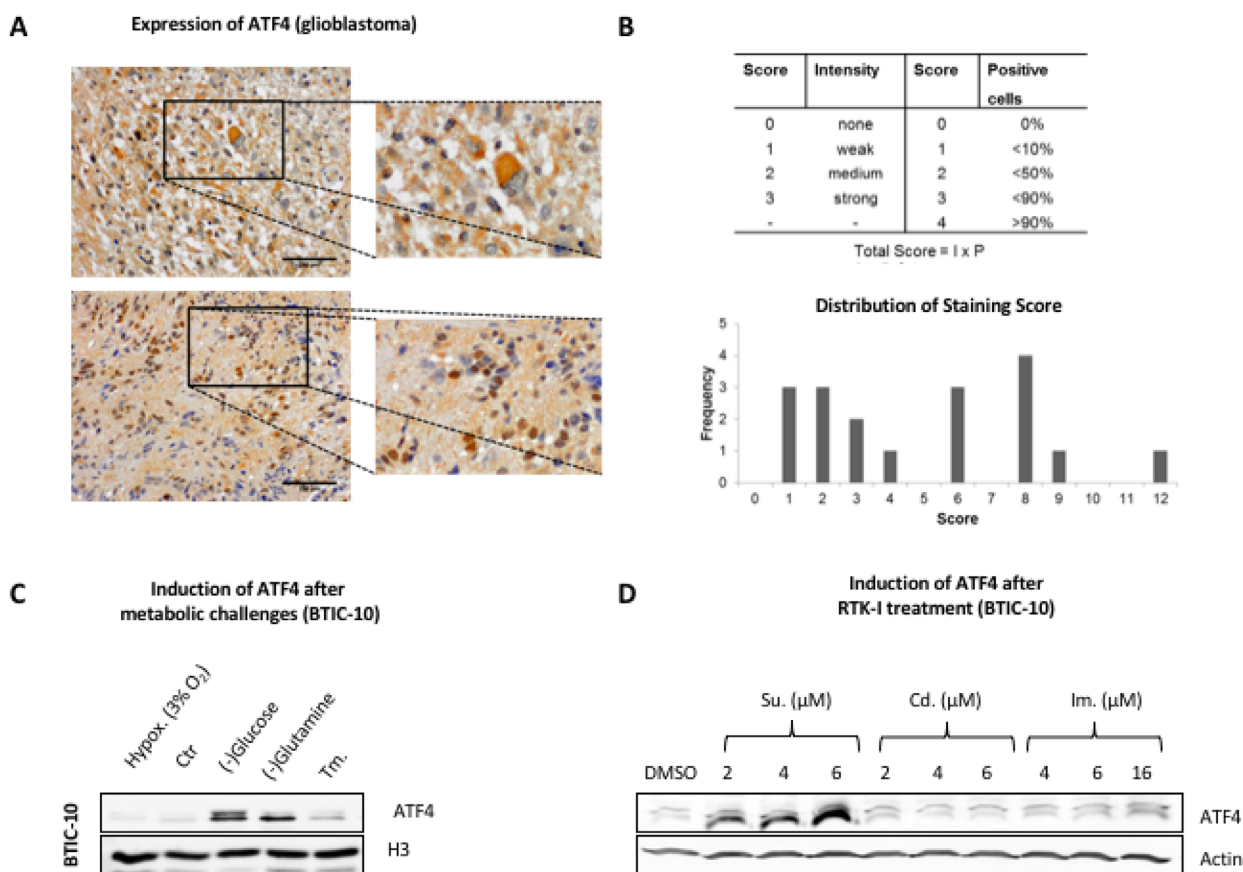 A
Expression of ATF4 (glioblastoma)
B
Score Intensity Score Positive cells
0 none 0 0%
1 weak 1 <10%
2 medium 2 <50%
3 strong 3 <90%
- - 4 >90%
Total Score = I x P
Distribution of Staining Score
Frequency
5
4
3
2
1
0
0 1 2 3 4 5 6 7 8 9 10 11 12
Score
C
Induction of ATF4 after
metabolic challenges (BTIC-10)
Hypox. (3% O₂)
Ctr
(-)Glucose
(-)Glutamine
Tm.
BTIC-10
ATF4
H3
D
Induction of ATF4 after
RTK-I treatment (BTIC-10)
Su. (µM) Cd. (µM) Im. (µM)
DMSO 2 4 6 2 4 6 4 6 16
ATF4
Actin